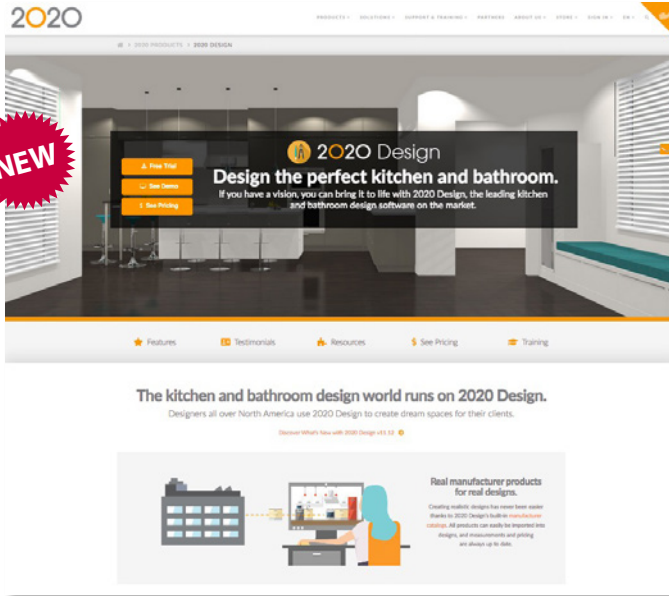 2020
PRODUCTS SOLUTIONS SUPPORT & TRAINING PARTNERS ABOUT US STORE SIGN IN EN
2020 PRODUCTS > 2020 DESIGN
NEW
2020 Design
Free Trial
See Demo
$ See Pricing
Design the perfect kitchen and bathroom.
If you have a vision, you can bring it to life with 2020 Design, the leading kitchen
and bathroom design software on the market.
Features Testimonials Resources $ See Pricing Training
The kitchen and bathroom design world runs on 2020 Design.
Designers all over North America use 2020 Design to create dream spaces for their clients.
Discover What's New with 2020 Design
Real manufacturer products
for real designs.
Creating realistic designs has never been easier
thanks to 2020 Design's built-in manufacturer
catalogs. All products can easily be imported into
designs, and measurements and pricing
are always up to date.